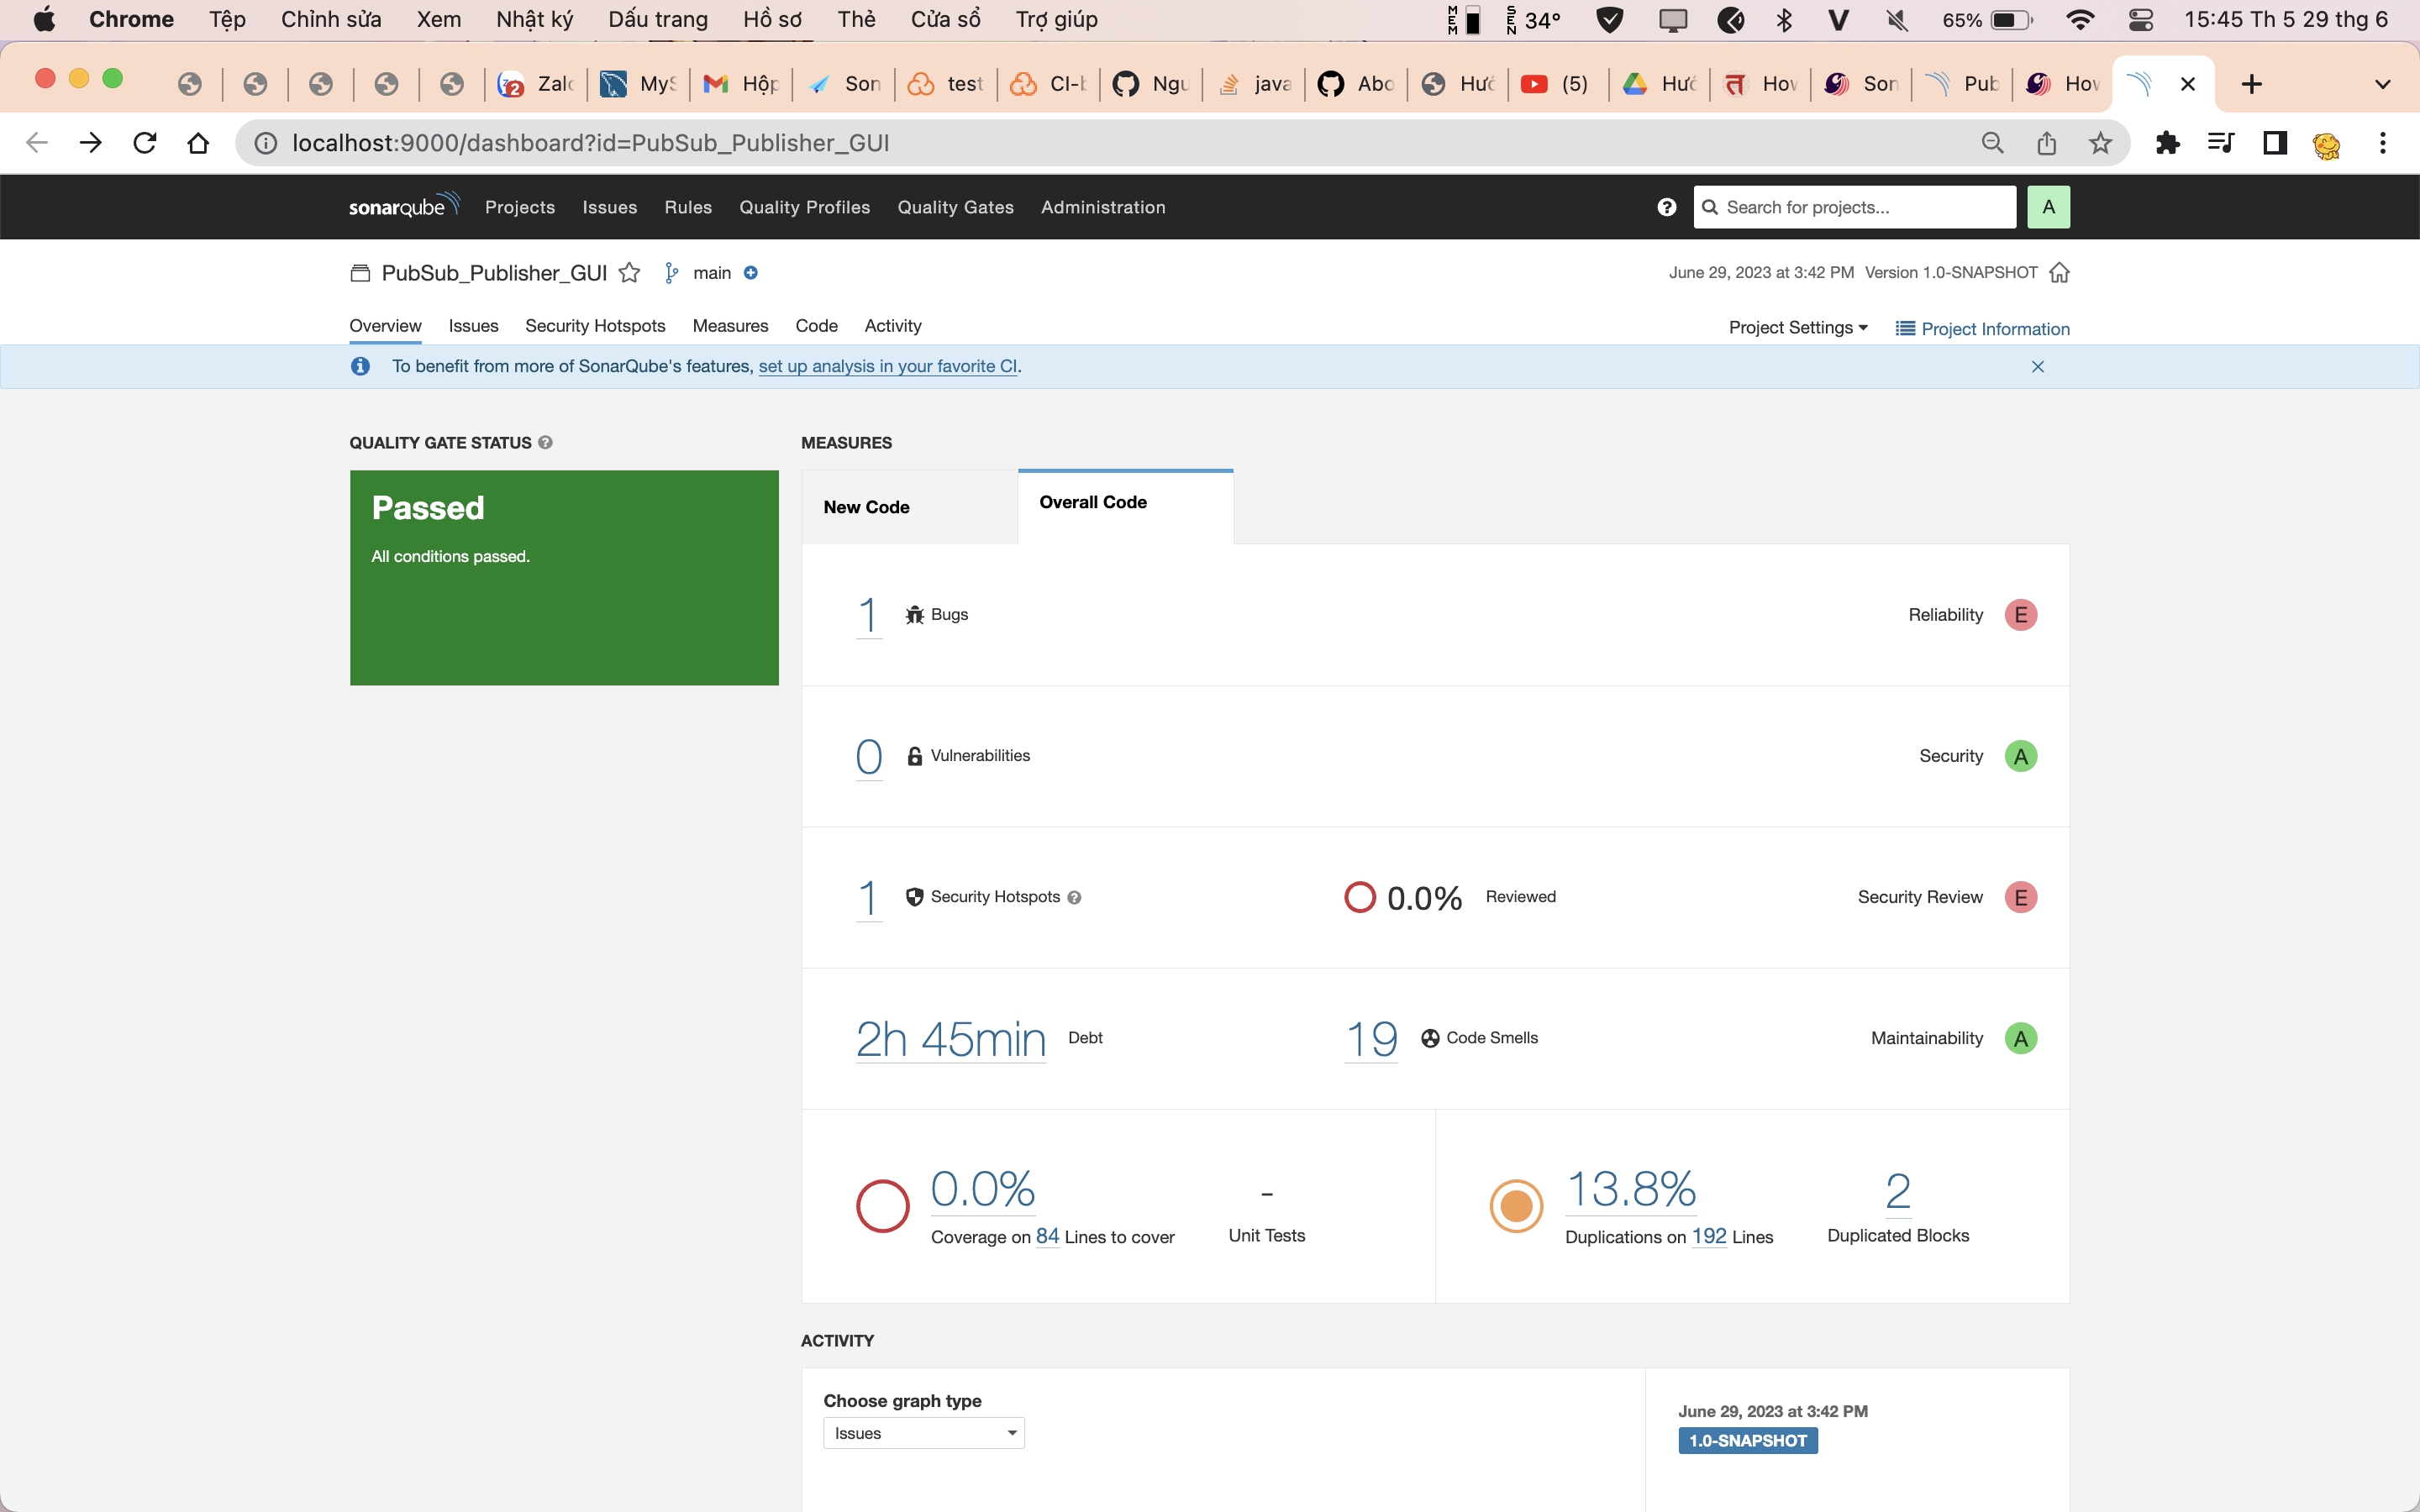 Chrome Tệp Chỉnh sửa Xem Nhật ký Dấu trang Hồ sơ Thẻ Cửa sổ Trợ giúp MEM SEN 34° V 65% 15:45 Th 5 29 thg 6
2 Zalo MyS Hộp Son test CI-b Ngu java Abo Hướ (5) Hướ How Son Pub How
localhost:9000/dashboard?id=PubSub_Publisher_GUI
sonarqube Projects Issues Rules Quality Profiles Quality Gates Administration ? Search for projects... A
PubSub_Publisher_GUI main June 29, 2023 at 3:42 PM Version 1.0-SNAPSHOT
Overview Issues Security Hotspots Measures Code Activity Project Settings Project Information
To benefit from more of SonarQube's features, set up analysis in your favorite CI.
QUALITY GATE STATUS ?
MEASURES
Passed
All conditions passed.
New Code Overall Code
1 Bugs Reliability E
0 Vulnerabilities Security A
1 Security Hotspots ? 0.0% Reviewed Security Review E
2h 45min Debt 19 Code Smells Maintainability A
0.0% - 13.8% 2
Coverage on 84 Lines to cover Unit Tests Duplications on 192 Lines Duplicated Blocks
ACTIVITY
Choose graph type
Issues
June 29, 2023 at 3:42 PM
1.0-SNAPSHOT